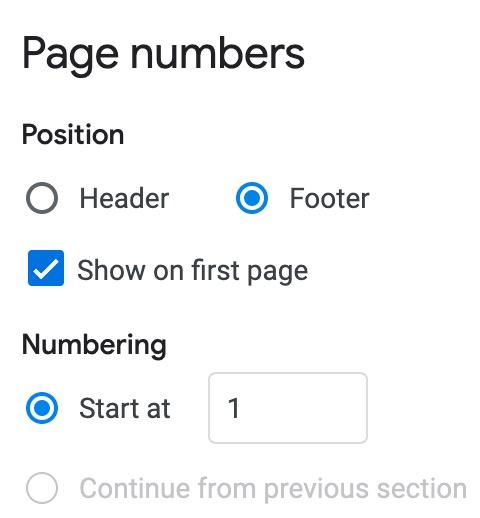 Page numbers
Position
Header Footer
Show on first page
Numbering
Start at 1
Continue from previous section